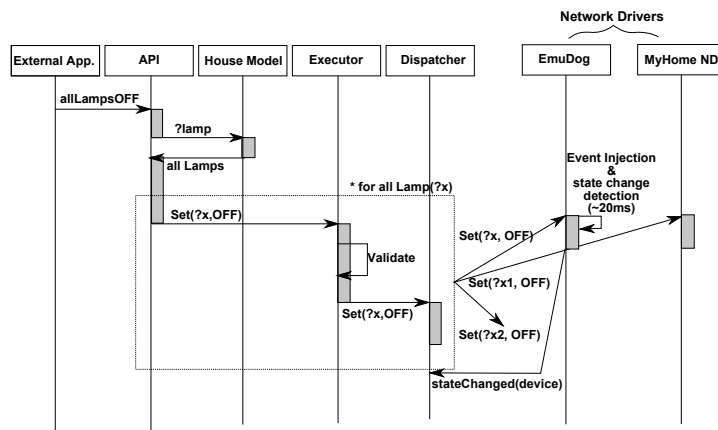 Network Drivers
External App.
API
House Model
Executor
Dispatcher
EmuDog
MyHome ND
allLampsOFF
?lamp
all Lamps
* for all Lamp(?x)
Event Injection
&
state change
detection
(~20ms)
Set(?x,OFF)
Set(?x, OFF)
Validate
Set(?x1, OFF)
Set(?x,OFF)
Set(?x2, OFF)
stateChanged(device)